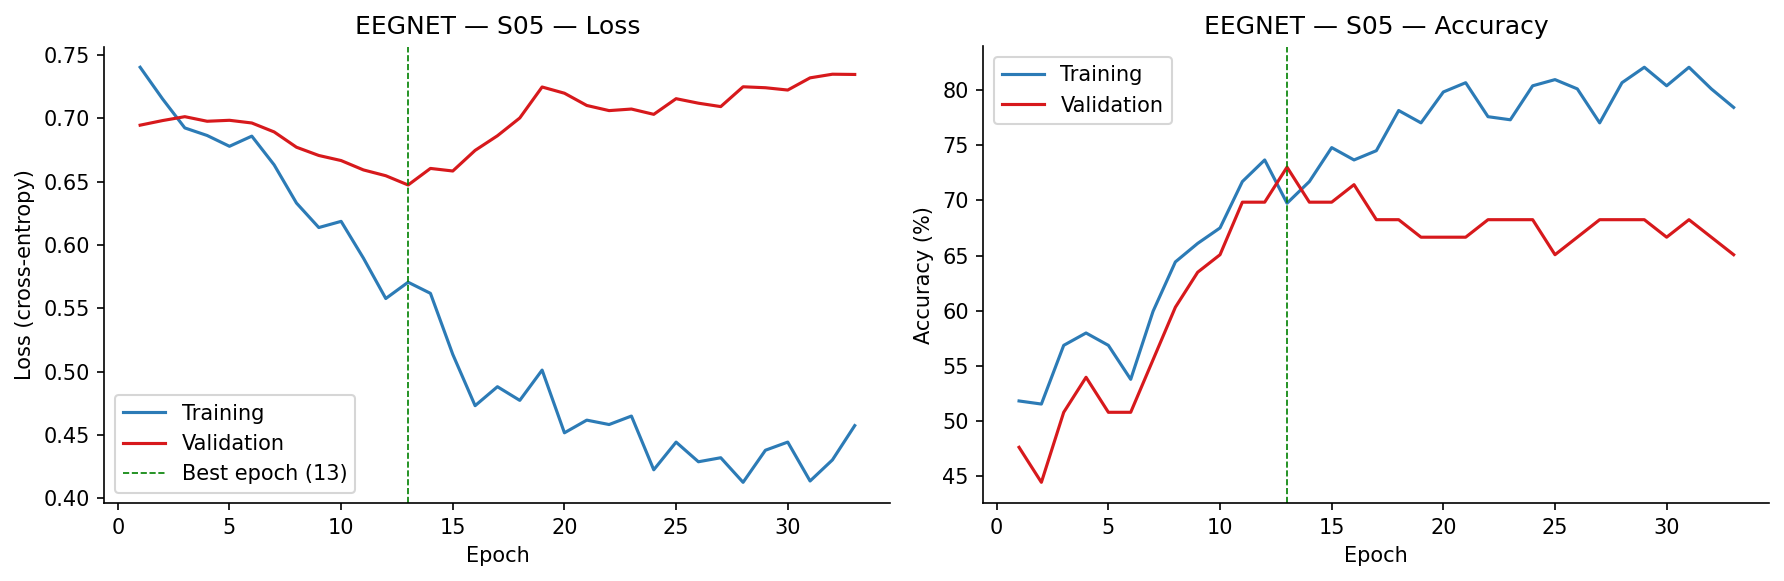 EEGNET — S05 — Loss
0.75
0.70
0.65
0.60
0.55
0.50
0.45
0.40
Loss (cross-entropy)
Training
Validation
Best epoch (13)
0 5 10 15 20 25 30
Epoch
EEGNET — S05 — Accuracy
Training
Validation
80
75
70
65
60
55
50
45
Accuracy (%)
0 5 10 15 20 25 30
Epoch